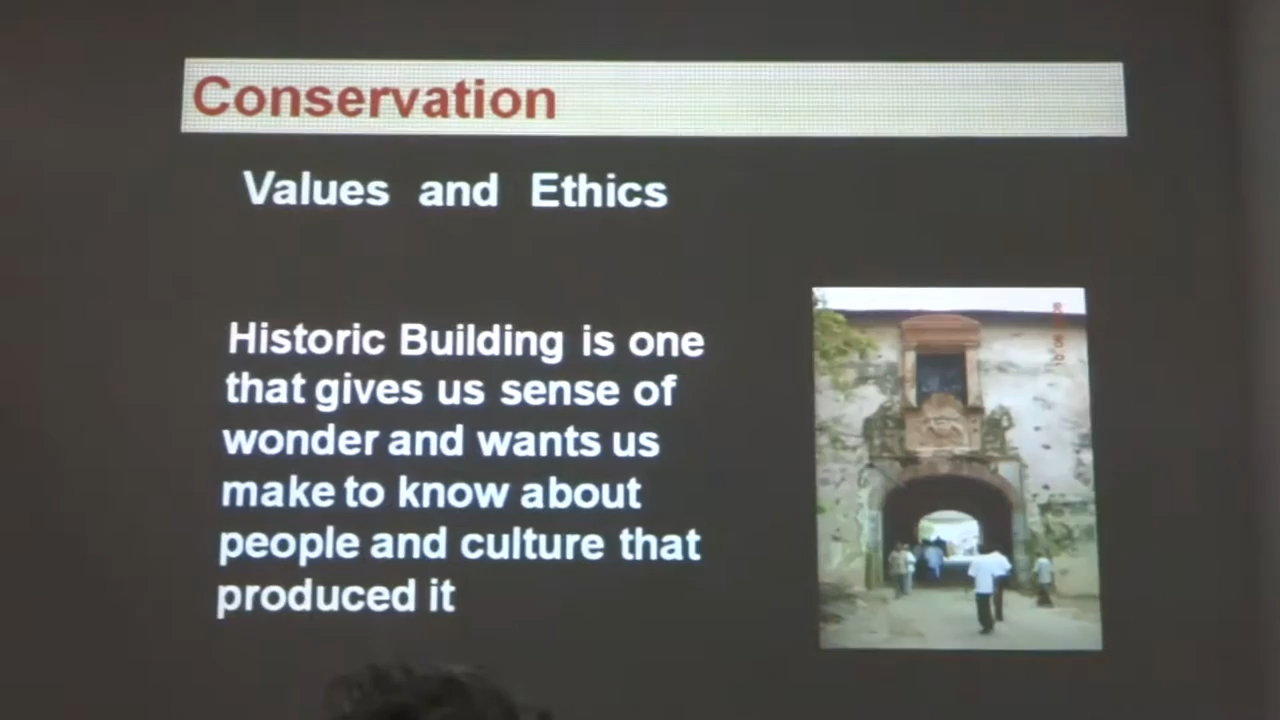 Conservation
Values and Ethics
Historic Building is one
that gives us sense of
wonder and wants us
make to know about
people and culture that
produced it